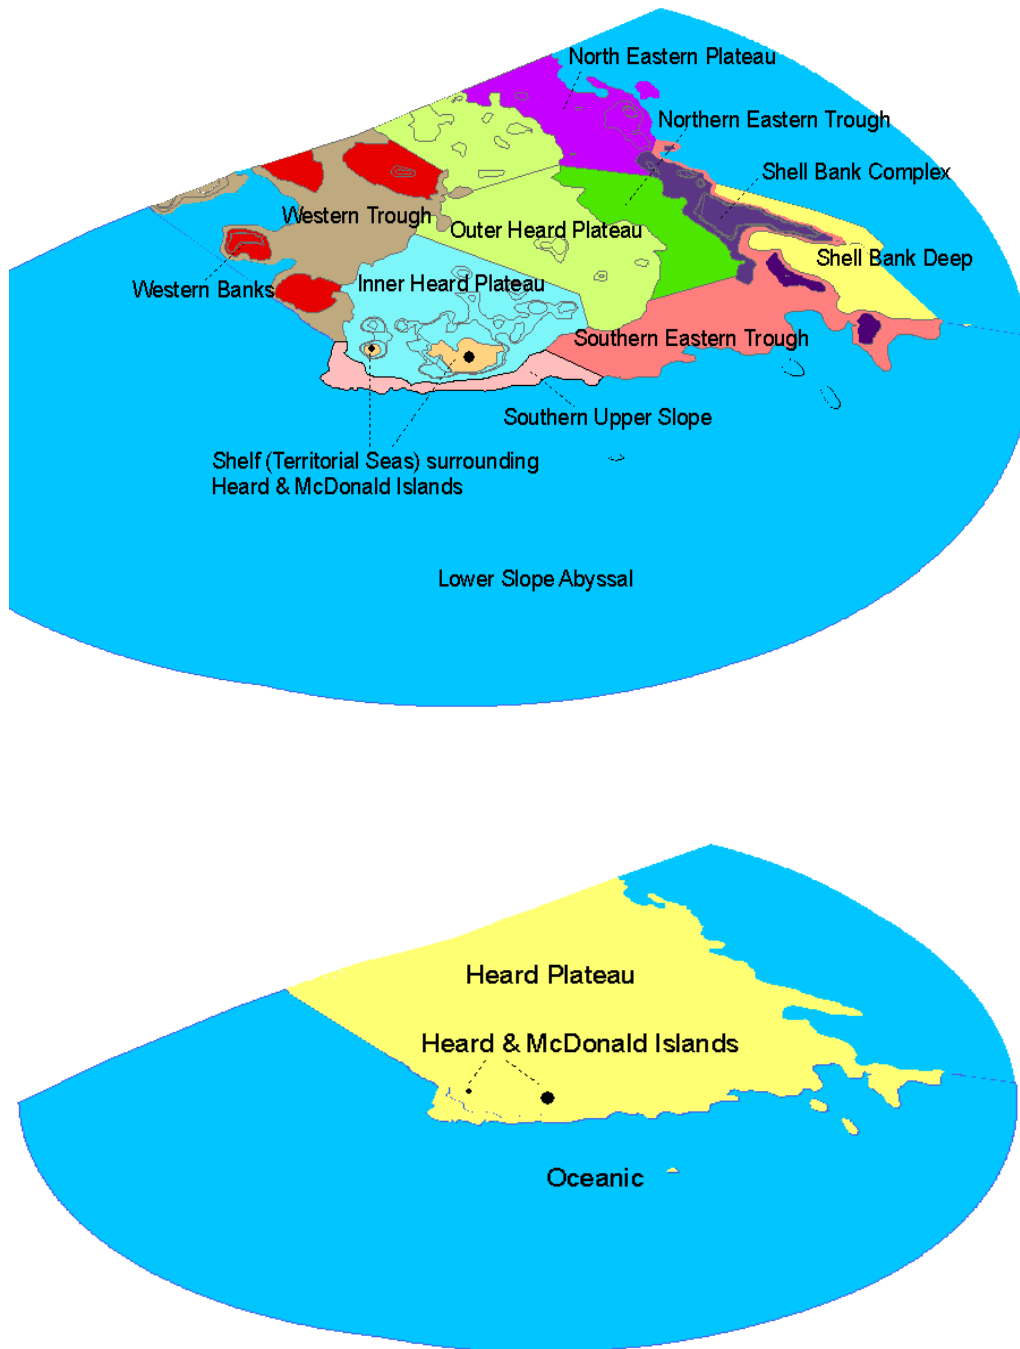 North Eastern Plateau
Northern Eastern Trough
Shell Bank Complex
Western Trough
Outer Heard Plateau
Shell Bank Deep
Western Banks
Inner Heard Plateau
Southern Eastern Trough
Southern Upper Slope
Shelf (Territorial Seas) surrounding
Heard & McDonald Islands
Lower Slope Abyssal
Heard Plateau
Heard & McDonald Islands
Oceanic